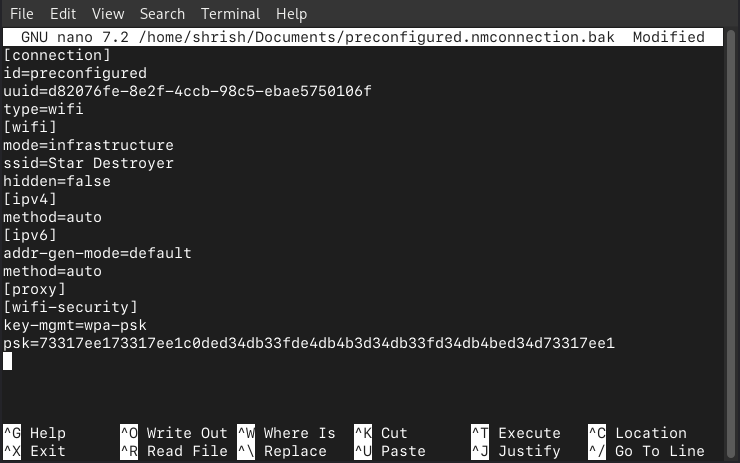 File Edit View Search Terminal Help
GNU nano 7.2 /home/shrish/Documents/preconfigured.nmconnection.bak Modified
[connection]
id=preconfigured
uuid=d82076fe-8e2f-4ccb-98c5-ebae5750106f
type=wifi
[wifi]
mode=infrastructure
ssid=Star Destroyer
hidden=false
[ipv4]
method=auto
[ipv6]
addr-gen-mode=default
method=auto
[proxy]
[wifi-security]
key-mgmt=wpa-psk
psk=73317ee173317ee1c0ded34db33fde4db4b3d34db33fd34db4bed34d73317ee1
^G Help ^O Write Out ^W Where Is ^K Cut ^T Execute ^C Location
^X Exit ^R Read File ^\ Replace ^U Paste ^J Justify ^/ Go To Line